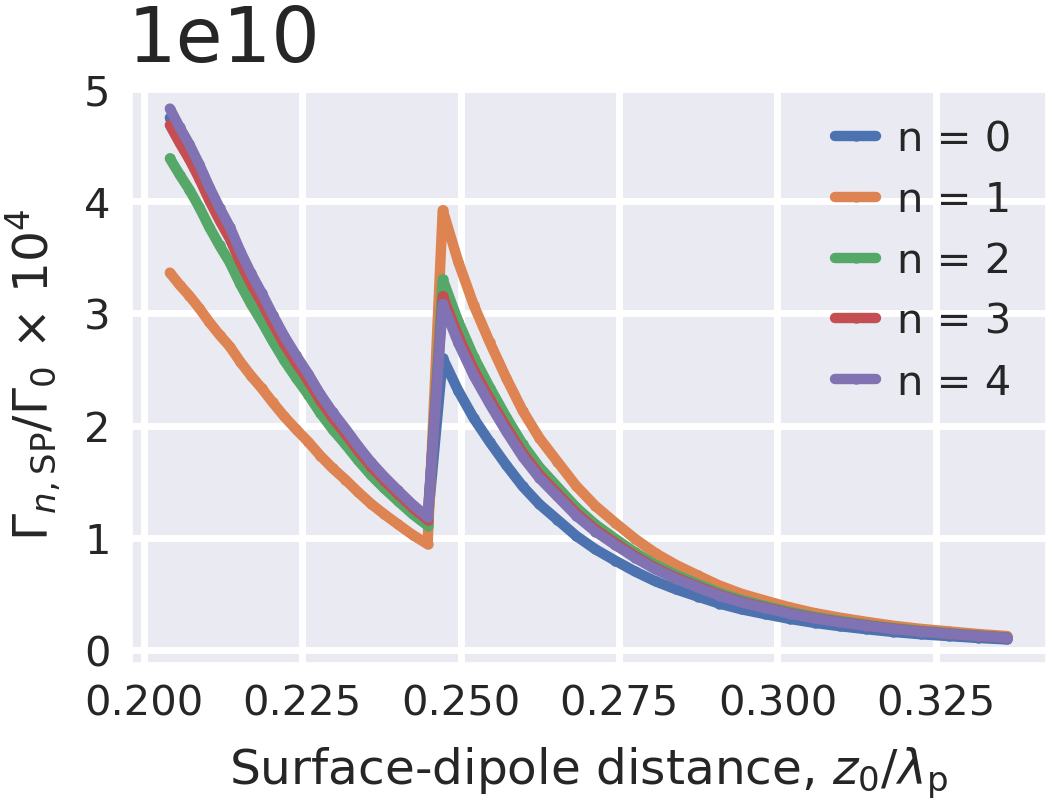 1e10
5
4
3
2
1
0
Γn,SP/Γ0 × 10⁴
n = 0
n = 1
n = 2
n = 3
n = 4
0.200 0.225 0.250 0.275 0.300 0.325
Surface-dipole distance, z0/λp